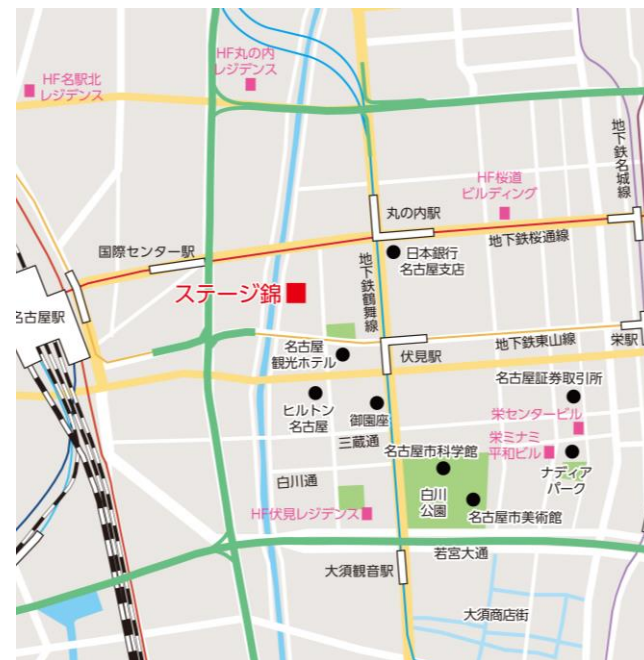 HF名駅北
レジデンス
HF丸の内
レジデンス
地下鉄名城線
HF桜通
ビルディング
丸の内駅
地下鉄桜通線
国際センター駅
日本銀行
名古屋支店
地下鉄鶴舞線
ステージ錦
名古屋駅
名古屋
観光ホテル
伏見駅
地下鉄東山線
栄駅
名古屋証券取引所
ヒルトン
名古屋
御園座
栄センタービル
三蔵通
名古屋市科学館
栄ミナミ
平和ビル
ナディア
パーク
白川通
白川
公園
名古屋市美術館
HF伏見レジデンス
若宮大通
大須観音駅
大須商店街